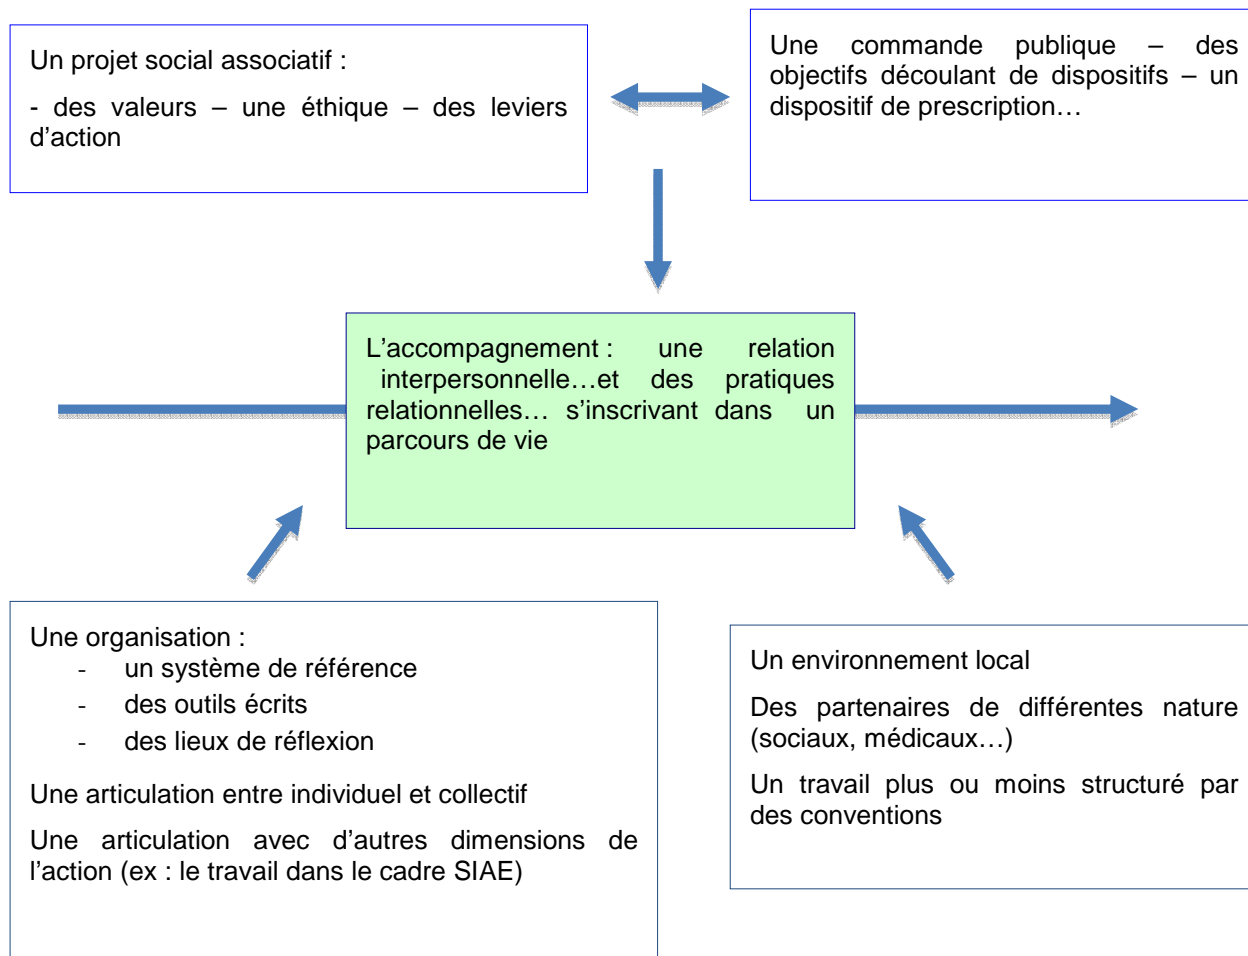 Un projet social associatif :
- des valeurs – une éthique – des leviers
d’action
Une commande publique – des
objectifs découlant de dispositifs – un
dispositif de prescription…
L’accompagnement : une relation
interpersonnelle…et des pratiques
relationnelles… s’inscrivant dans un
parcours de vie
Une organisation :
- un système de référence
- des outils écrits
- des lieux de réflexion
Une articulation entre individuel et collectif
Une articulation avec d’autres dimensions de
l’action (ex : le travail dans le cadre SIAE)
Un environnement local
Des partenaires de différentes nature
(sociaux, médicaux…)
Un travail plus ou moins structuré par
des conventions